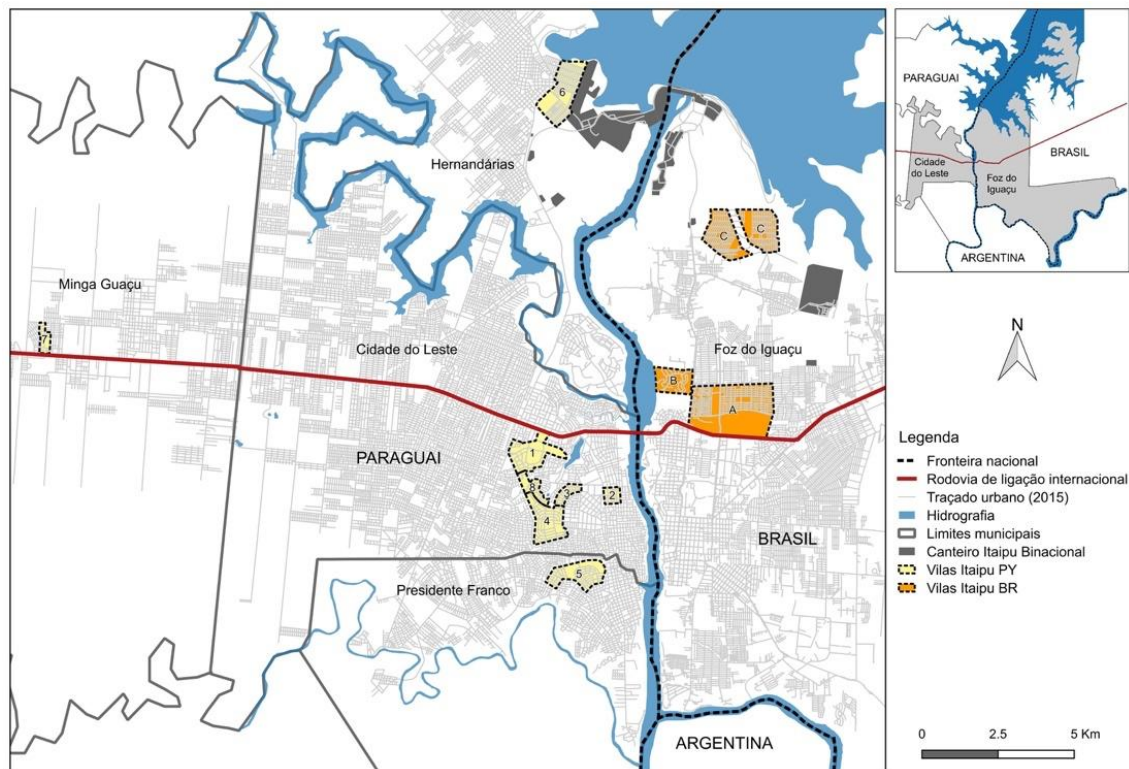 6
Hernandárias
C
C
Minga Guaçu
7
Cidade do Leste
Foz do Iguaçu
B
A
PARAGUAI
1
8
3
2
4
BRASIL
5
Presidente Franco
ARGENTINA
PARAGUAI
BRASIL
Cidade
do Leste
Foz do
Iguaçu
ARGENTINA
N
Legenda
Fronteira nacional
Rodovia de ligação internacional
Traçado urbano (2015)
Hidrografia
Limites municipais
Canteiro Itaipu Binacional
Vilas Itaipu PY
Vilas Itaipu BR
0 2.5 5 Km